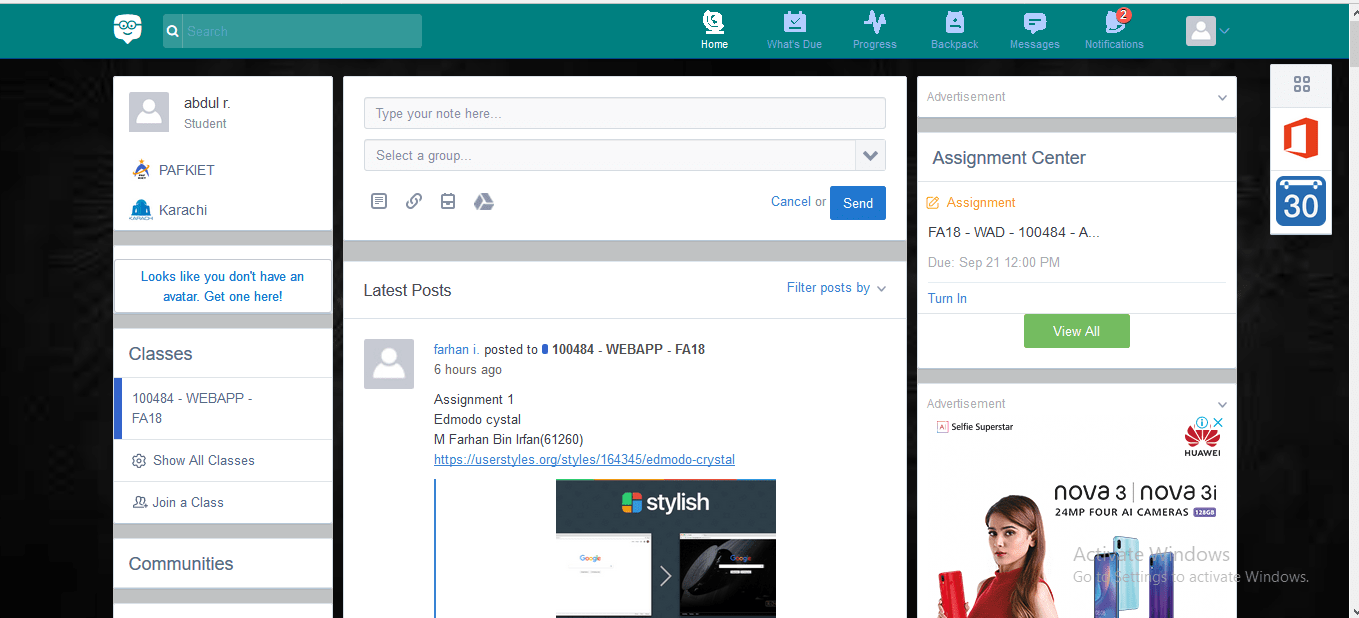 Search
Home
What's Due
Progress
Backpack
Messages
2
Notifications
abdul r.
Student
PAFKIET
Karachi
Looks like you don't have an
avatar. Get one here!
Classes
100484 - WEBAPP -
FA18
Show All Classes
Join a Class
Communities
Type your note here...
Select a group...
Cancel or
Send
Latest Posts
Filter posts by
farhan i. posted to 100484 - WEBAPP - FA18
6 hours ago
Assignment 1
Edmodo cystal
M Farhan Bin Irfan(61260)
https://userstyles.org/styles/164345/edmodo-crystal
stylish
Google
Google
Advertisement
Assignment Center
Assignment
FA18 - WAD - 100484 - A...
Due: Sep 21 12:00 PM
Turn In
View All
Advertisement
AI Selfie Superstar
HUAWEI
nova 3 | nova 3i
24MP FOUR AI CAMERAS 128GB
Activate Windows
Go to Settings to activate Windows.
30